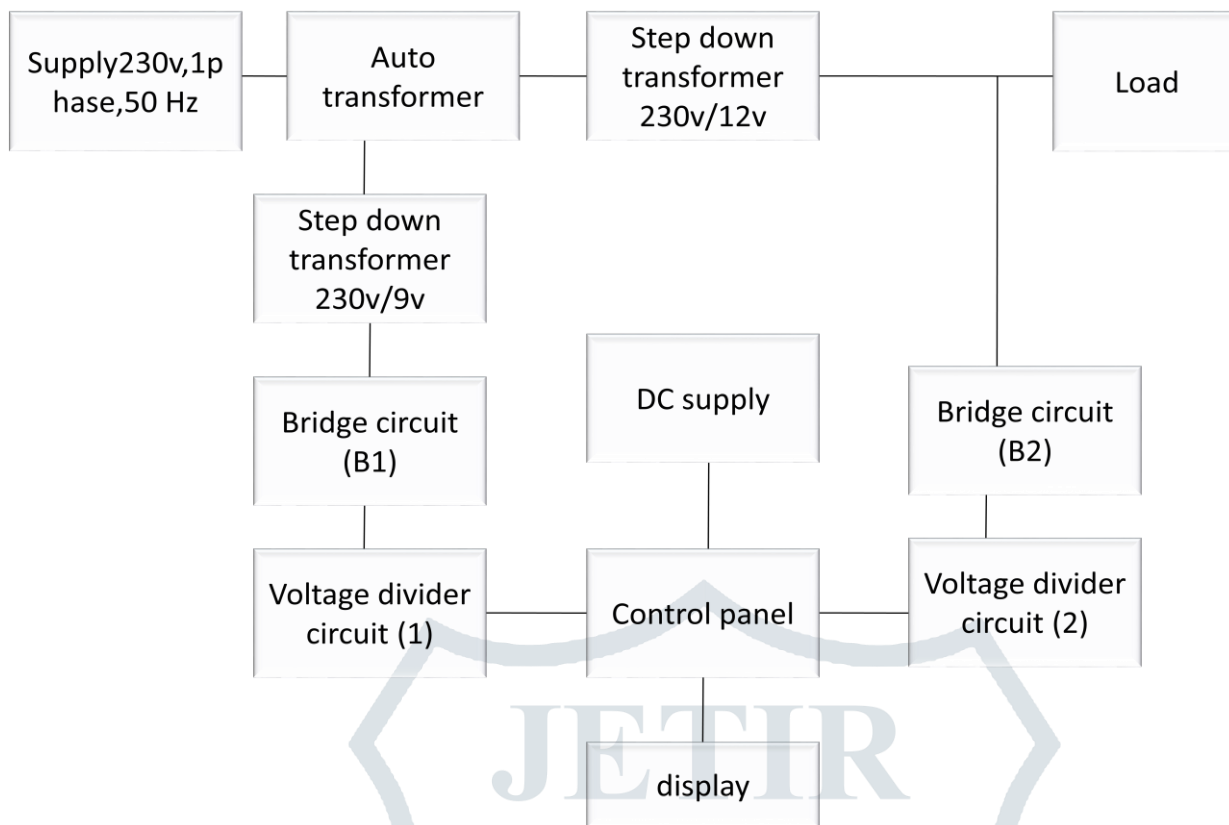 Supply230v,1p
hase,50 Hz
Auto
transformer
Step down
transformer
230v/12v
Load
Step down
transformer
230v/9v
Bridge circuit
(B1)
DC supply
Bridge circuit
(B2)
Voltage divider
circuit (1)
Control panel
Voltage divider
circuit (2)
JETIR
display